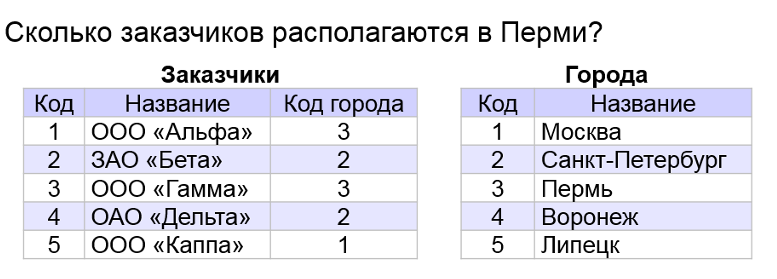 Сколько заказчиков располагаются в Перми?
Заказчики
Код Название Код города
1 ООО «Альфа» 3
2 ЗАО «Бета» 2
3 ООО «Гамма» 3
4 ОАО «Дельта» 2
5 ООО «Каппа» 1
Города
Код Название
1 Москва
2 Санкт-Петербург
3 Пермь
4 Воронеж
5 Липецк